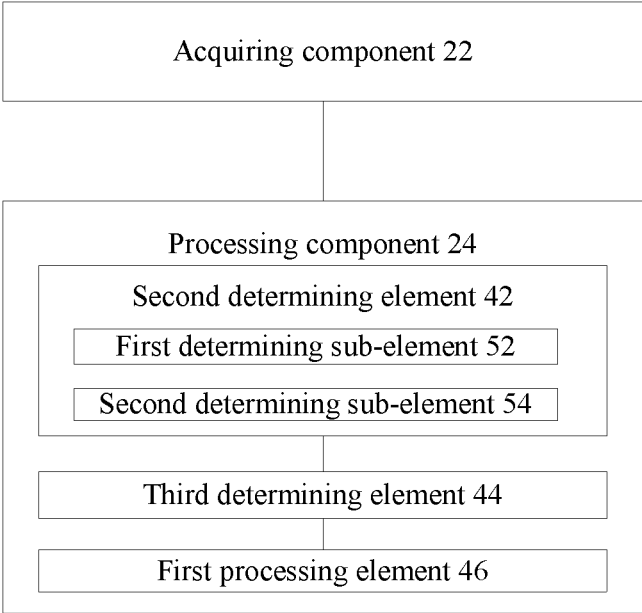 Acquiring component 22
Processing component 24
Second determining element 42
First determining sub-element 52
Second determining sub-element 54
Third determining element 44
First processing element 46